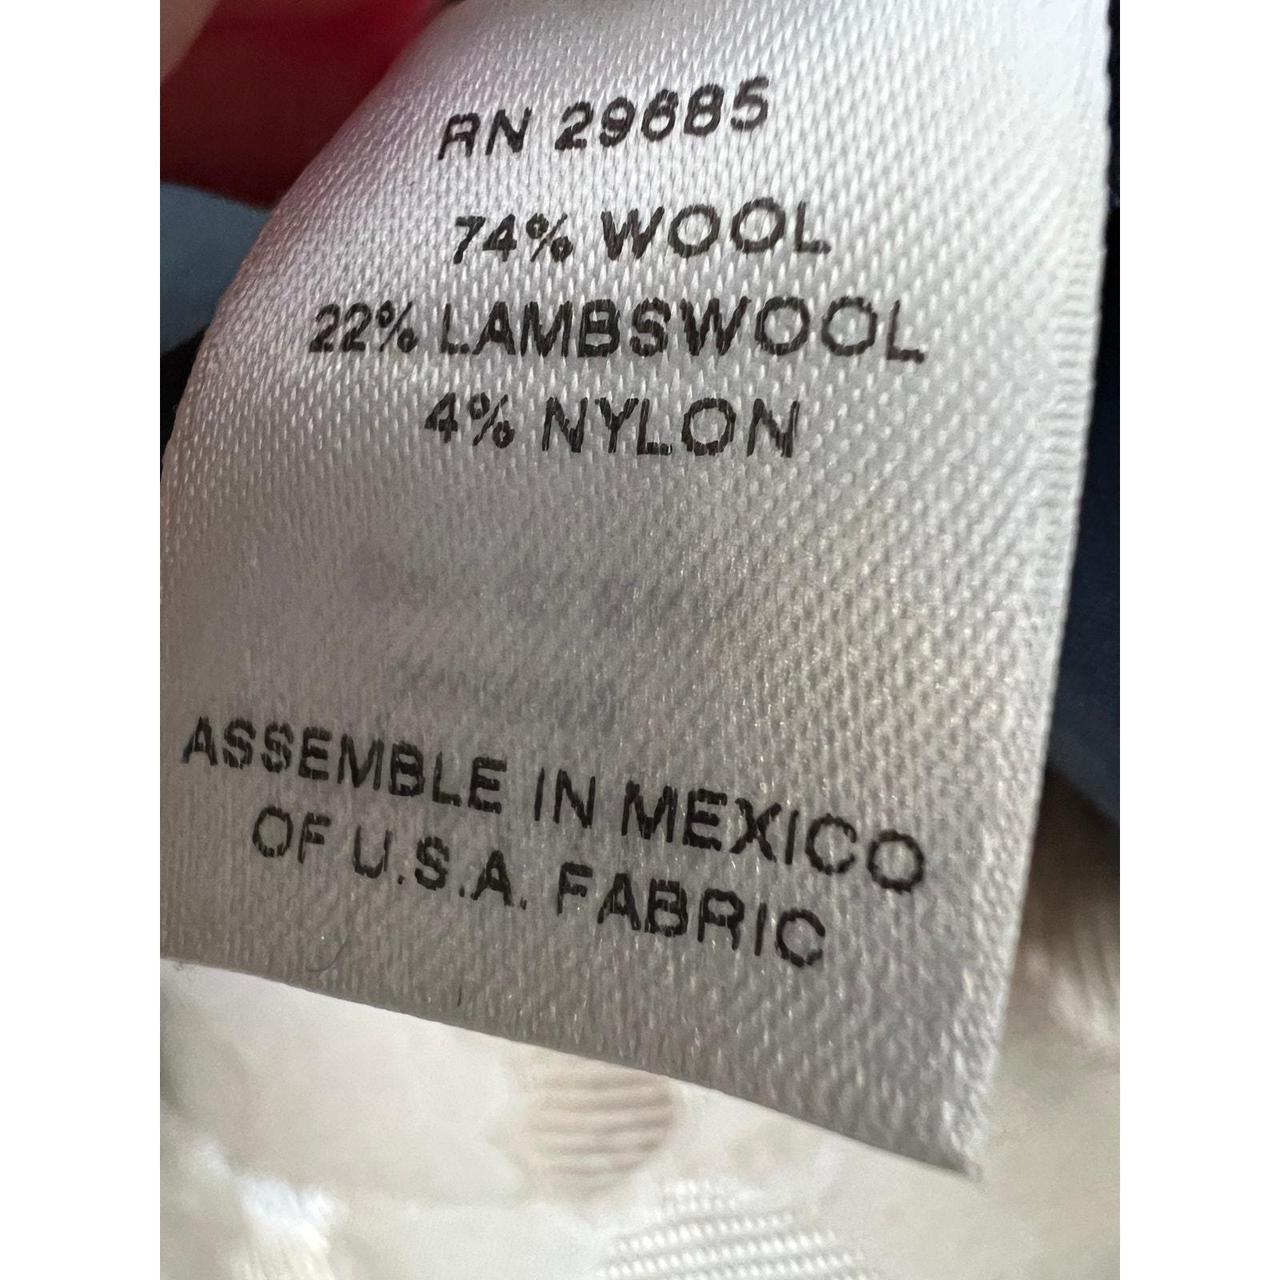 RN 29685
74% WOOL
22% LAMBSWOOL
4% NYLON
ASSEMBLE IN MEXICO
OF U.S.A. FABRIC